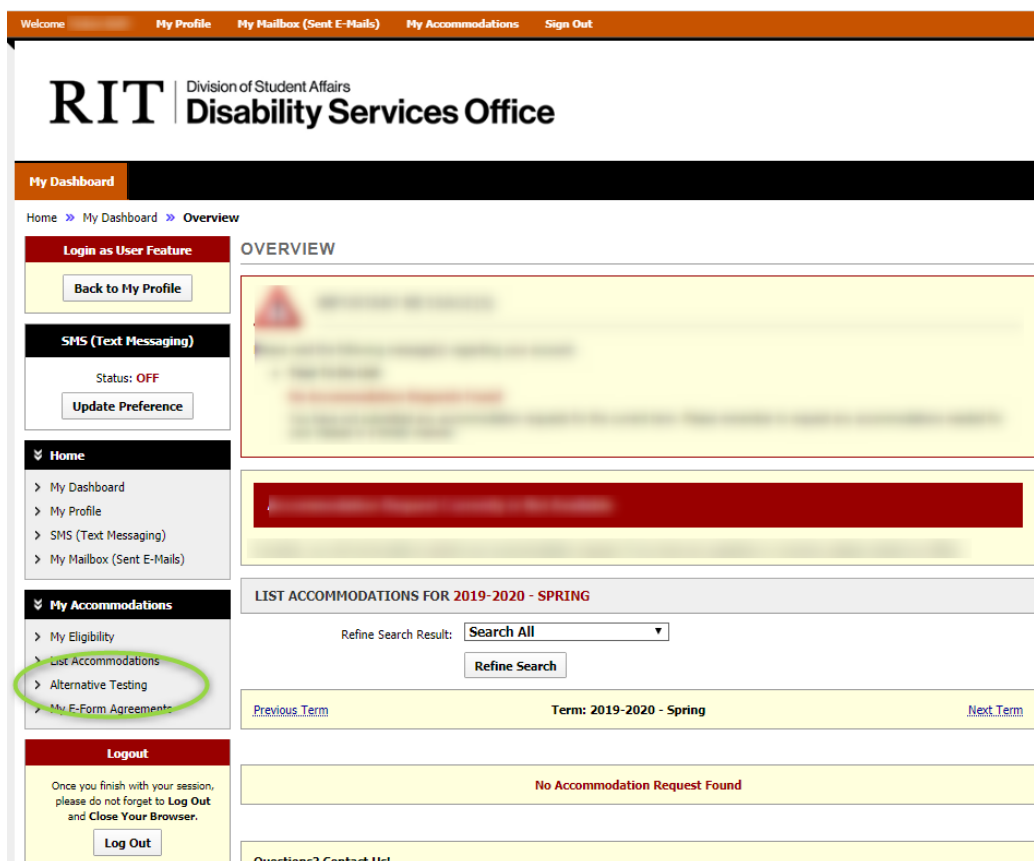 Welcome
My Profile
My Mailbox (Sent E-Mails)
My Accommodations
Sign Out
RIT
Division of Student Affairs
Disability Services Office
My Dashboard
Home » My Dashboard » Overview
Login as User Feature
Back to My Profile
SMS (Text Messaging)
Status: OFF
Update Preference
Home
My Dashboard
My Profile
SMS (Text Messaging)
My Mailbox (Sent E-Mails)
My Accommodations
My Eligibility
List Accommodations
Alternative Testing
My E-Form Agreements
Logout
Once you finish with your session,
please do not forget to Log Out
and Close Your Browser.
Log Out
OVERVIEW
LIST ACCOMMODATIONS FOR 2019-2020 - SPRING
Refine Search Result: Search All
Refine Search
Previous Term
Term: 2019-2020 - Spring
Next Term
No Accommodation Request Found
Questions? Contact Us!